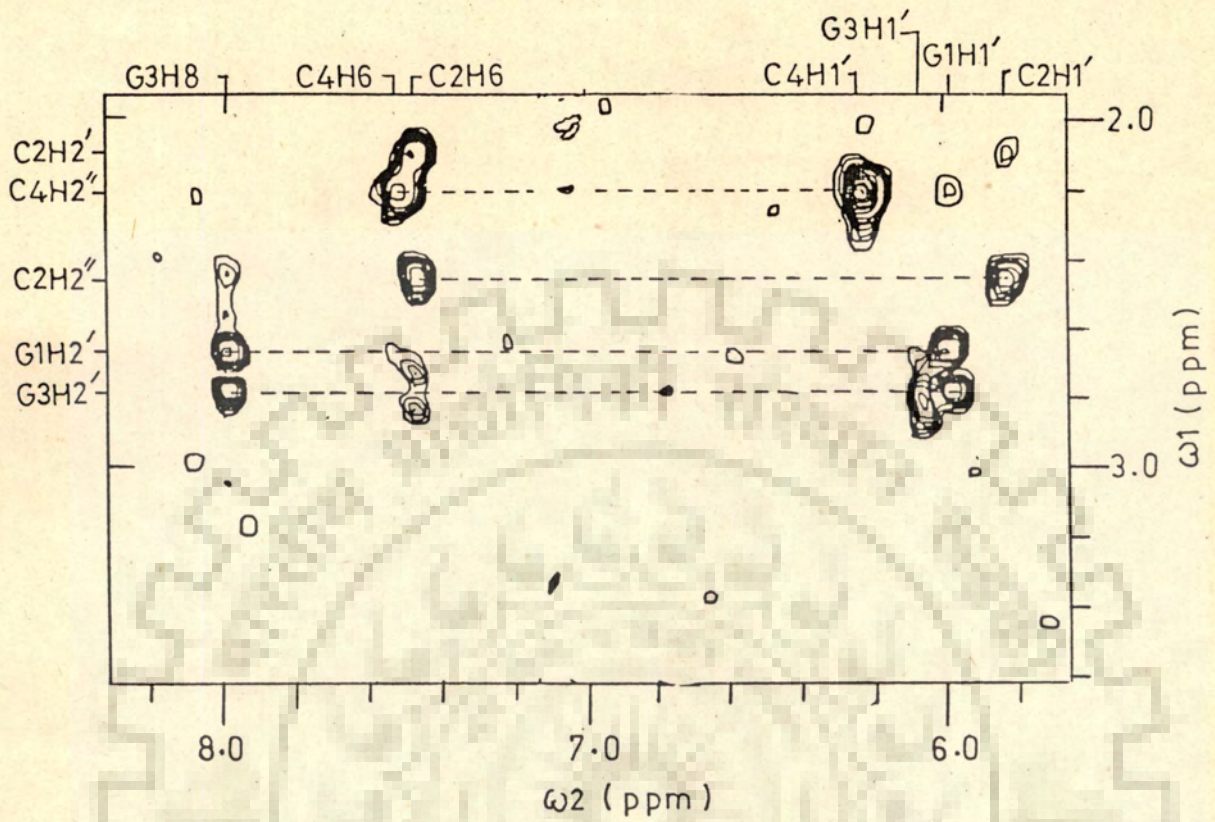 G3H1′
G1H1′
G3H8
C4H6
C2H6
C4H1′
C2H1′
C2H2′
C4H2″
C2H2″
G1H2′
G3H2′
2.0
3.0
ω1 (ppm)
8.0
7.0
6.0
ω2 (ppm)